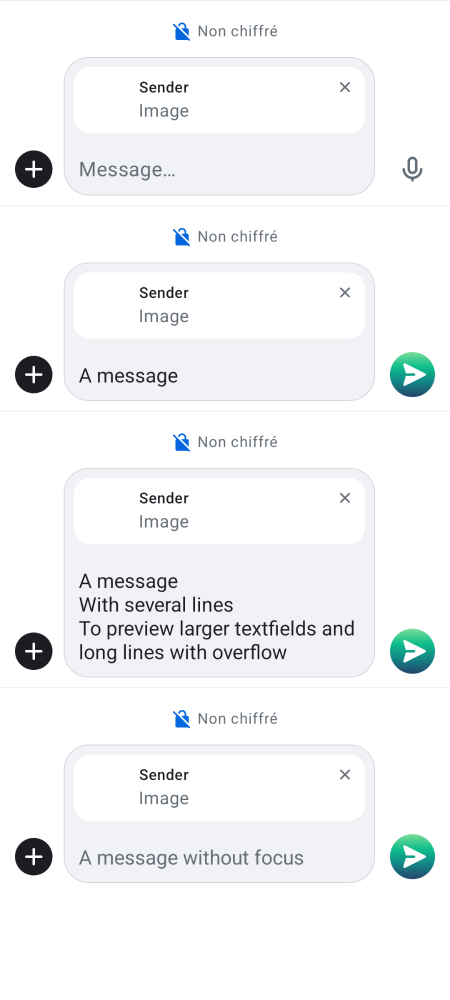 Non chiffré
Sender
Image
Message…
Non chiffré
Sender
Image
A message
Non chiffré
Sender
Image
A message
With several lines
To preview larger textfields and
long lines with overflow
Non chiffré
Sender
Image
A message without focus